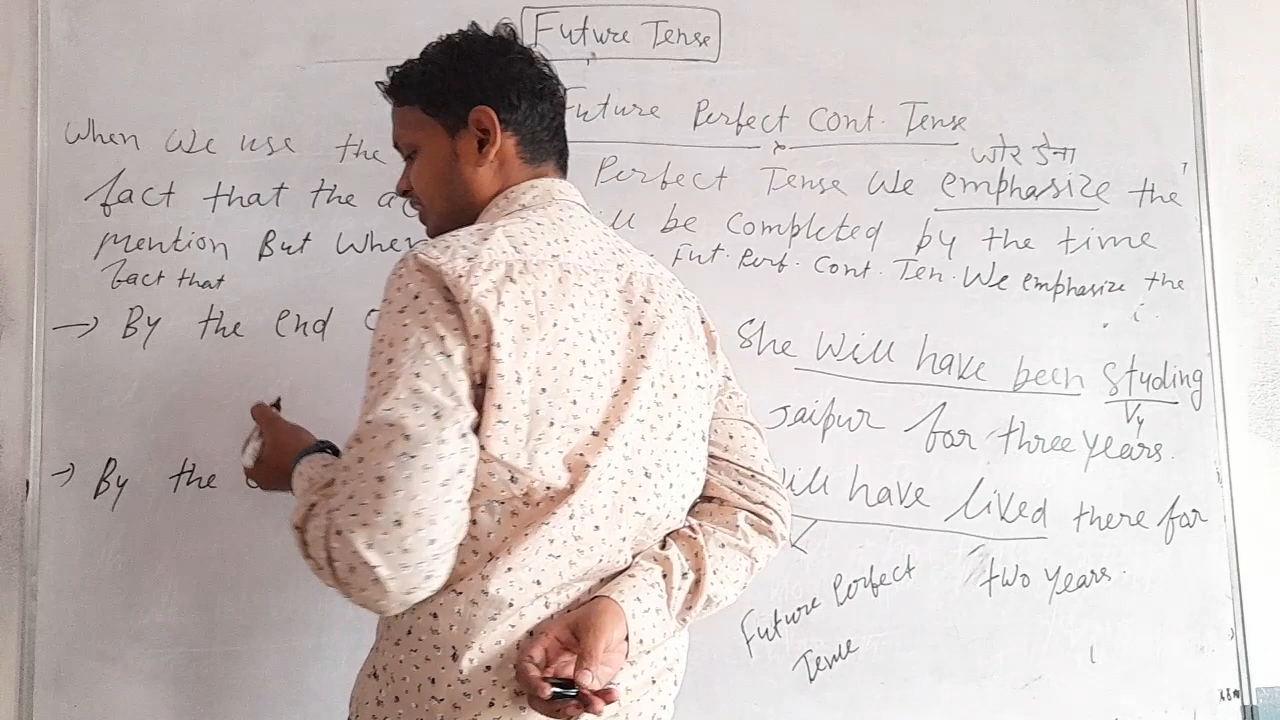 Future Tense
Future Perfect Cont. Tense
जोर देना
When We use the Perfect Tense We emphasize the
fact that the be completed by the time
mention But When Fut. Perf. Cont. Ten. We emphasize the
fact that
→ By the end She will have been studing
V4
Jaipur for three years.
→ By the will have lived there for
two years.
Future Perfect
Tense